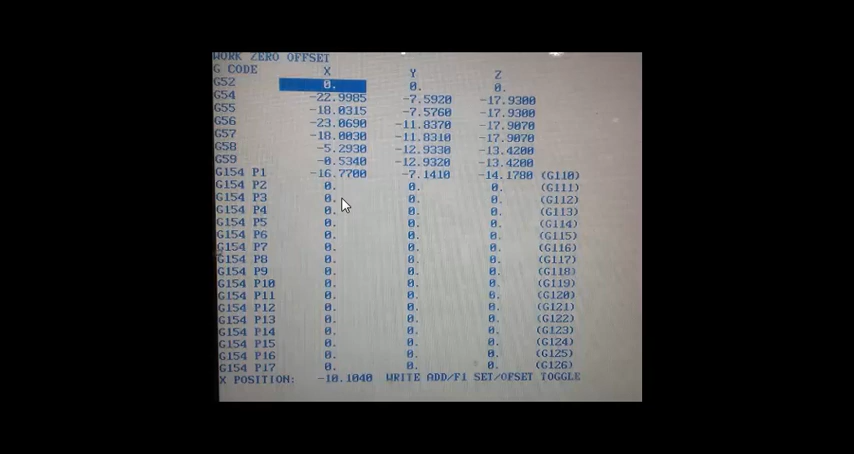 WORK ZERO OFFSET
G CODE X Y Z
G52 0. 0. 0.
G54 -22.9985 -7.5920 -17.9300
G55 -18.0315 -7.5760 -17.9300
G56 -23.0690 -11.8370 -17.9070
G57 -18.0030 -11.8310 -17.9070
G58 -5.2930 -12.9330 -13.4200
G59 -0.5340 -12.9320 -13.4200
G154 P1 -16.7700 -7.1410 -14.1780 (G110)
G154 P2 0. 0. 0. (G111)
G154 P3 0. 0. 0. (G112)
G154 P4 0. 0. 0. (G113)
G154 P5 0. 0. 0. (G114)
G154 P6 0. 0. 0. (G115)
G154 P7 0. 0. 0. (G116)
G154 P8 0. 0. 0. (G117)
G154 P9 0. 0. 0. (G118)
G154 P10 0. 0. 0. (G119)
G154 P11 0. 0. 0. (G120)
G154 P12 0. 0. 0. (G121)
G154 P13 0. 0. 0. (G122)
G154 P14 0. 0. 0. (G123)
G154 P15 0. 0. 0. (G124)
G154 P16 0. 0. 0. (G125)
G154 P17 0. 0. 0. (G126)
X POSITION: -10.1040 WRITE ADD/F1 SET/OFSET TOGGLE